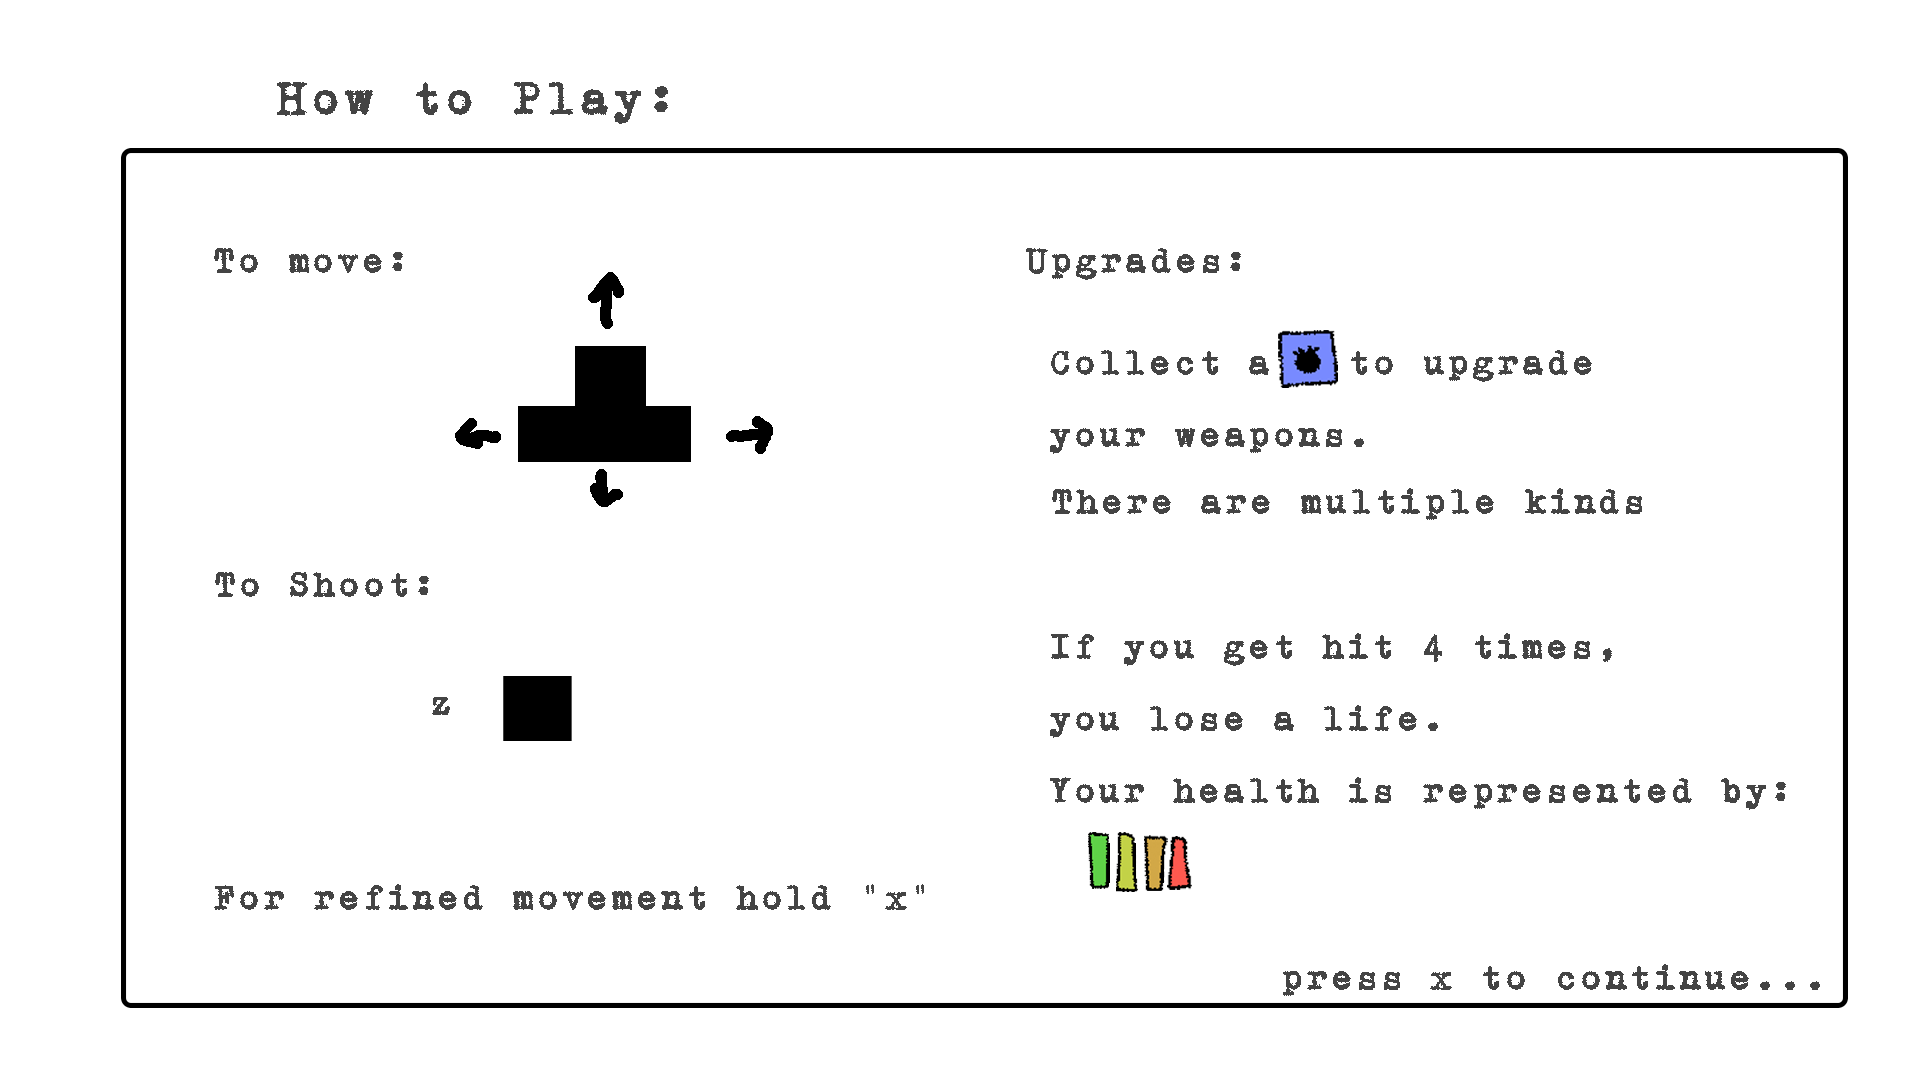 How to Play:
To move:
To Shoot:
z
For refined movement hold "x"
Upgrades:
Collect a to upgrade
your weapons.
There are multiple kinds
If you get hit 4 times,
you lose a life.
Your health is represented by:
press x to continue...